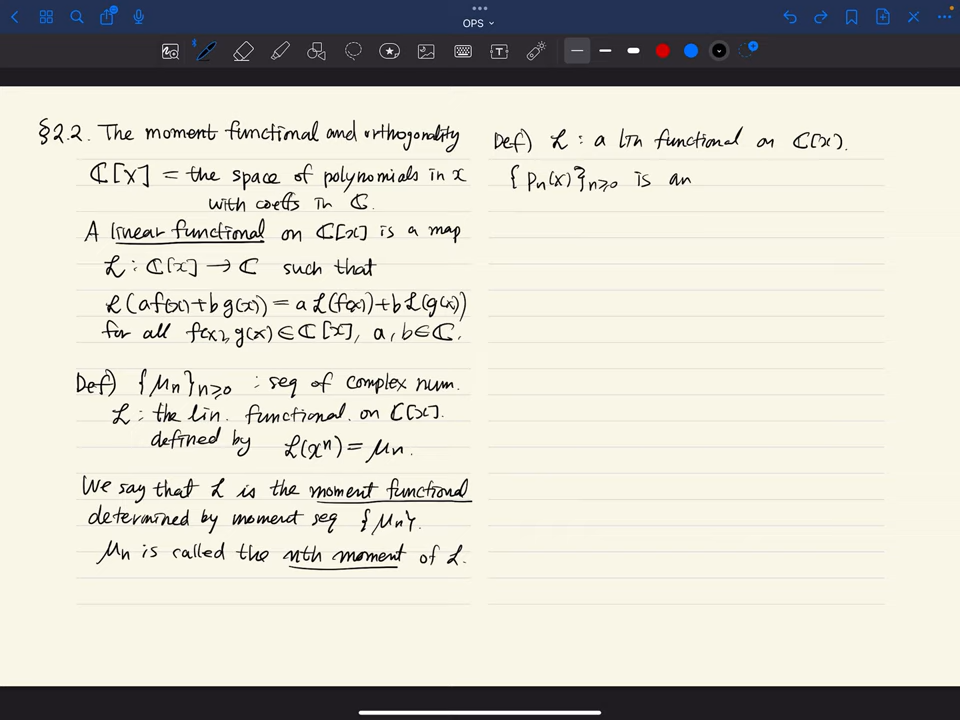 OPS
§2.2. The moment functional and orthogonality
ℂ[x] = the space of polynomials in x
with coeffs in ℂ.
A linear functional on ℂ[x] is a map
ℒ : ℂ[x] → ℂ such that
ℒ(af(x)+bg(x)) = aℒ(f(x))+bℒ(g(x))
for all f(x), g(x) ∈ ℂ[x], a, b ∈ ℂ.
Def) {μn}n≥0 : seq of complex num.
ℒ : the lin. functional on ℂ[x].
defined by ℒ(xⁿ) = μn.
We say that ℒ is the moment functional
determined by moment seq {μn}.
μn is called the nth moment of ℒ.
Def) ℒ : a lin functional on ℂ[x].
{pn(x)}n≥0 is an